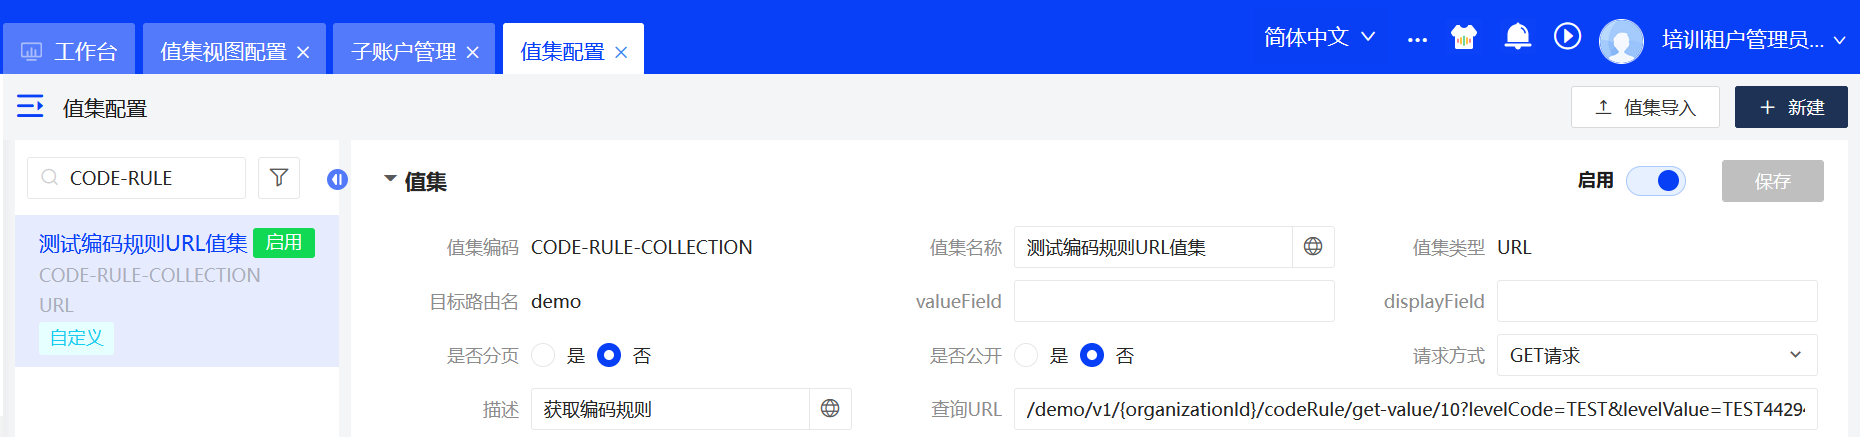 工作台 值集视图配置 子账户管理 值集配置 简体中文 ... 培训租户管理员...
值集配置 值集导入 新建
CODE-RULE
值集 启用 保存
测试编码规则URL值集 启用
CODE-RULE-COLLECTION
URL
自定义
值集编码 CODE-RULE-COLLECTION 值集名称 测试编码规则URL值集 值集类型 URL
目标路由名 demo valueField displayField
是否分页 是 否 是否公开 是 否 请求方式 GET请求
描述 获取编码规则 查询URL /demo/v1/{organizationId}/codeRule/get-value/10?levelCode=TEST&levelValue=TEST4429